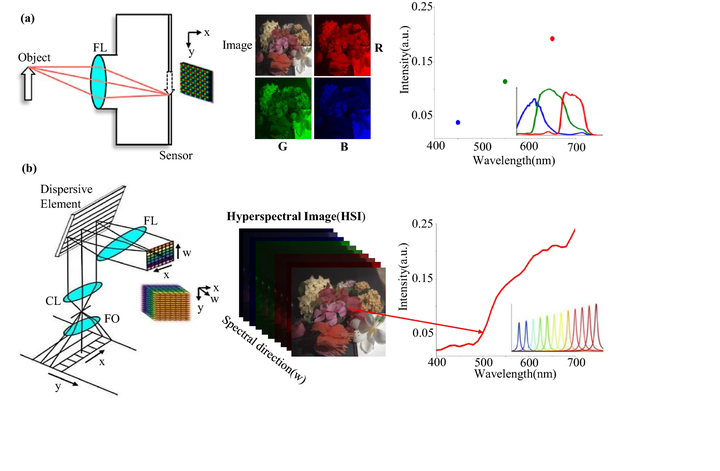 (a)
Object
FL
x
y
Sensor
Image
R
G
B
Intensity(a.u.)
0.25
0.15
0.05
400
500
600
700
Wavelength(nm)
(b)
Dispersive
Element
FL
w
x
CL
FO
x
y
x
w
y
Hyperspectral Image(HSI)
Spectral direction(w)
Intensity(a.u.)
0.25
0.15
0.05
400
500
600
700
Wavelength(nm)